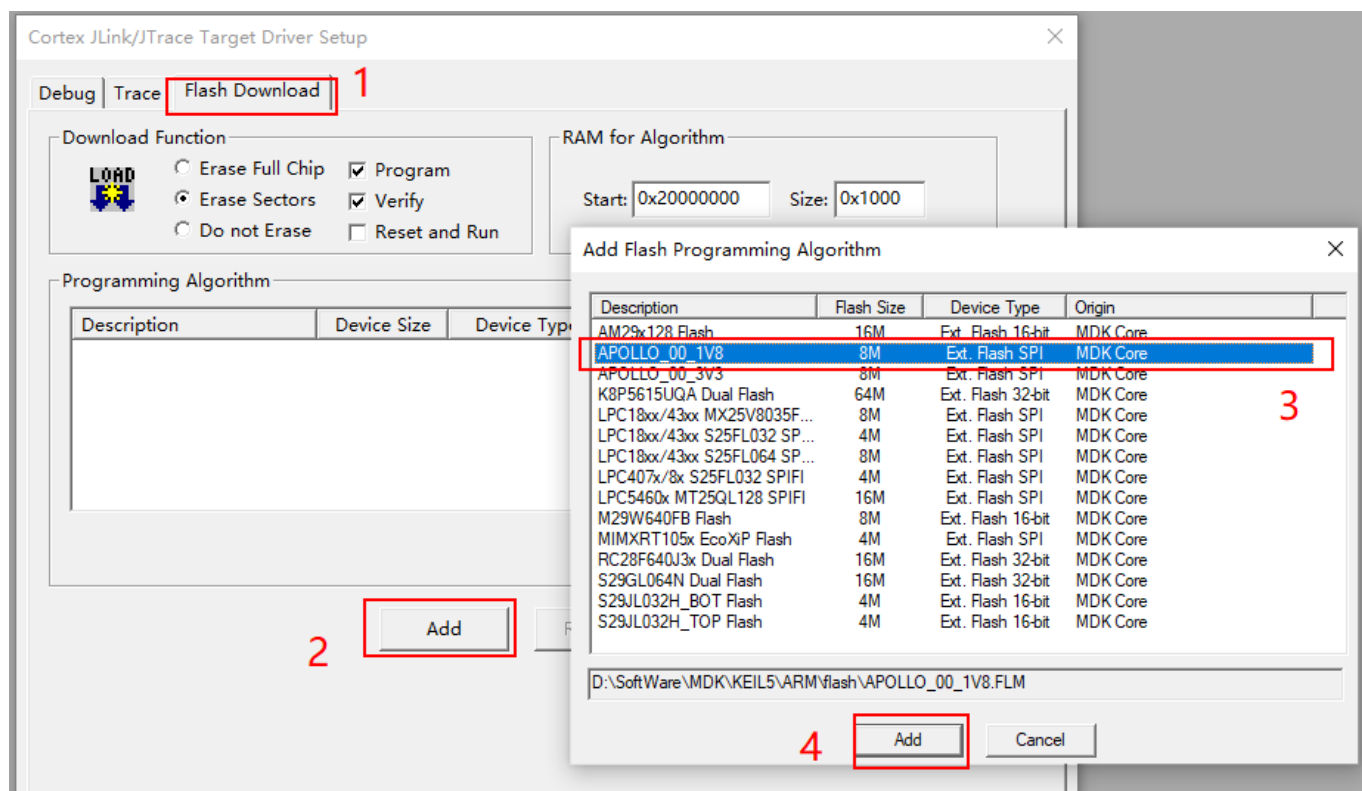 Cortex JLink/JTrace Target Driver Setup
1
Debug Trace Flash Download
Download Function
LOAD
Erase Full Chip Program
Erase Sectors Verify
Do not Erase Reset and Run
RAM for Algorithm
Start: 0x20000000 Size: 0x1000
Programming Algorithm
Description Device Size Device Type
2
Add
Add Flash Programming Algorithm
Description Flash Size Device Type Origin
AM29x128 Flash 16M Ext. Flash 16-bit MDK Core
APOLLO_00_1V8 8M Ext. Flash SPI MDK Core
APOLLO_00_3V3 8M Ext. Flash SPI MDK Core
K8P5615UQA Dual Flash 64M Ext. Flash 32-bit MDK Core
LPC18xx/43xx MX25V8035F... 8M Ext. Flash SPI MDK Core
LPC18xx/43xx S25FL032 SP... 4M Ext. Flash SPI MDK Core
LPC18xx/43xx S25FL064 SP... 8M Ext. Flash SPI MDK Core
LPC407x/8x S25FL032 SPIFI 4M Ext. Flash SPI MDK Core
LPC5460x MT25QL128 SPIFI 16M Ext. Flash SPI MDK Core
M29W640FB Flash 8M Ext. Flash 16-bit MDK Core
MIMXRT105x EcoXiP Flash 4M Ext. Flash SPI MDK Core
RC28F640J3x Dual Flash 16M Ext. Flash 32-bit MDK Core
S29GL064N Dual Flash 16M Ext. Flash 32-bit MDK Core
S29JL032H_BOT Flash 4M Ext. Flash 16-bit MDK Core
S29JL032H_TOP Flash 4M Ext. Flash 16-bit MDK Core
3
D:\SoftWare\MDK\KEIL5\ARM\flash\APOLLO_00_1V8.FLM
4
Add Cancel